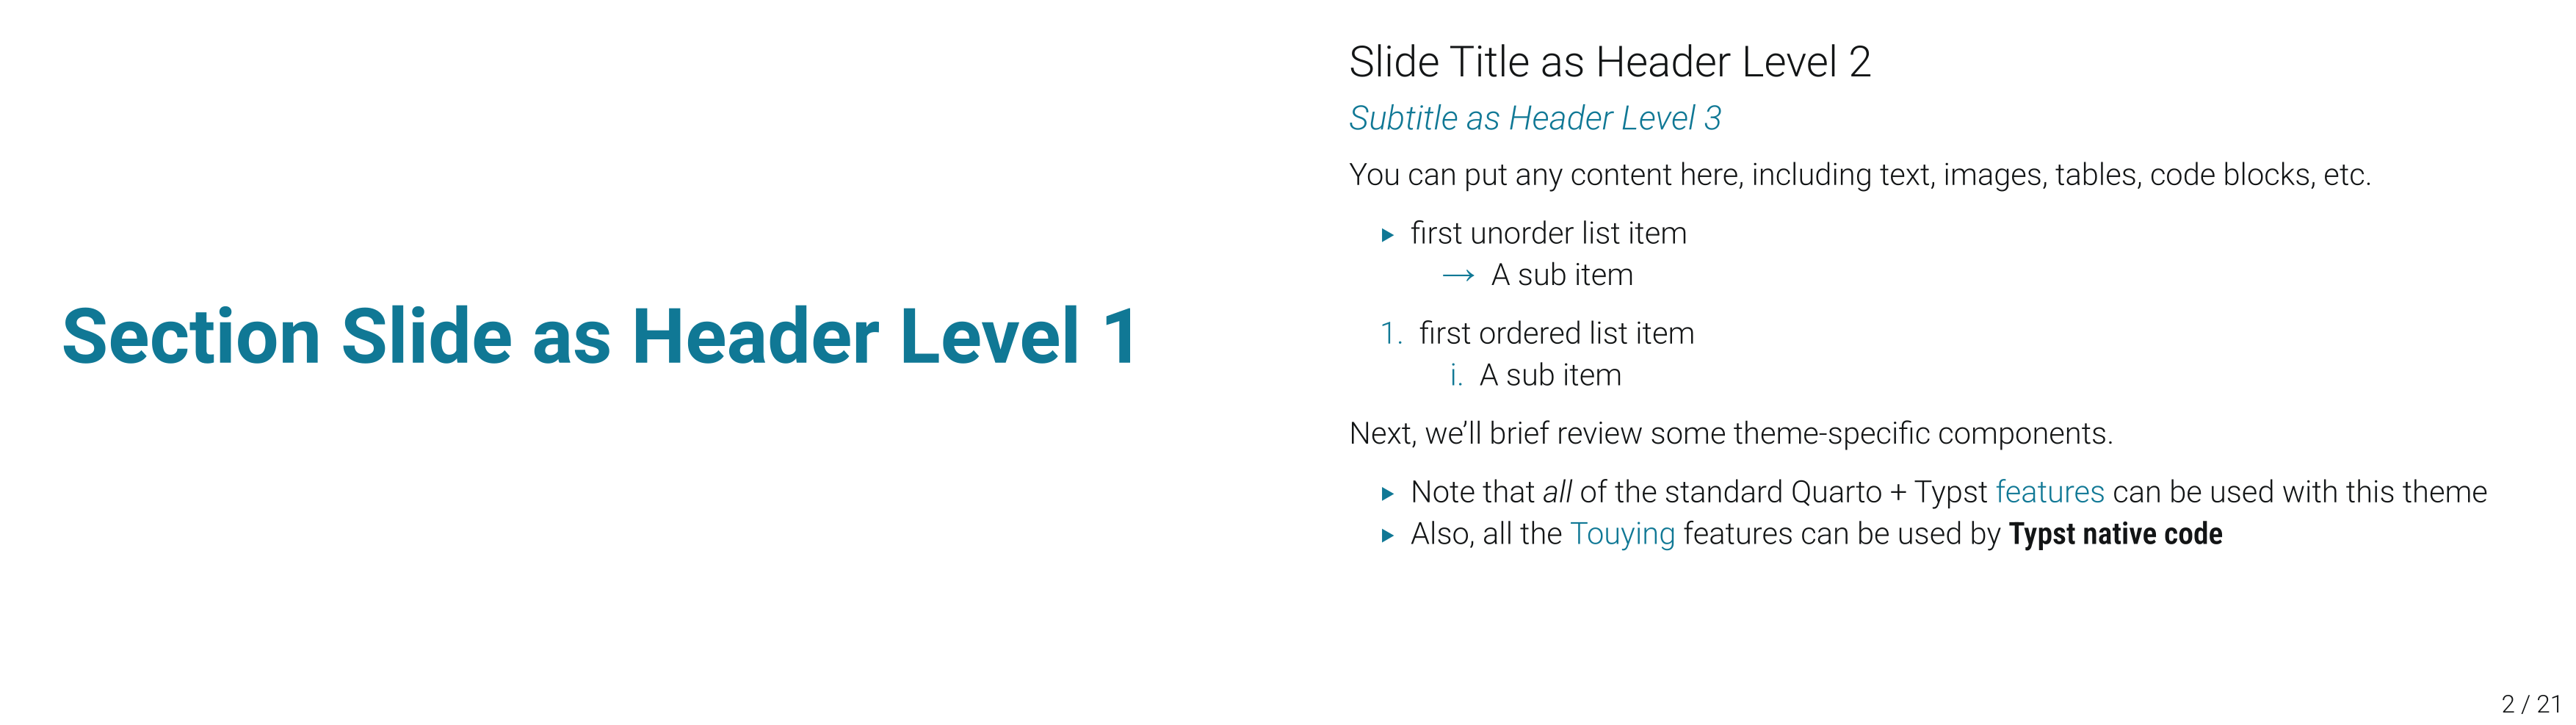 Section Slide as Header Level 1
Slide Title as Header Level 2
Subtitle as Header Level 3
You can put any content here, including text, images, tables, code blocks, etc.
▸ first unorder list item
→ A sub item
1. first ordered list item
i. A sub item
Next, we’ll brief review some theme-specific components.
▸ Note that all of the standard Quarto + Typst features can be used with this theme
▸ Also, all the Touying features can be used by Typst native code
2 / 21